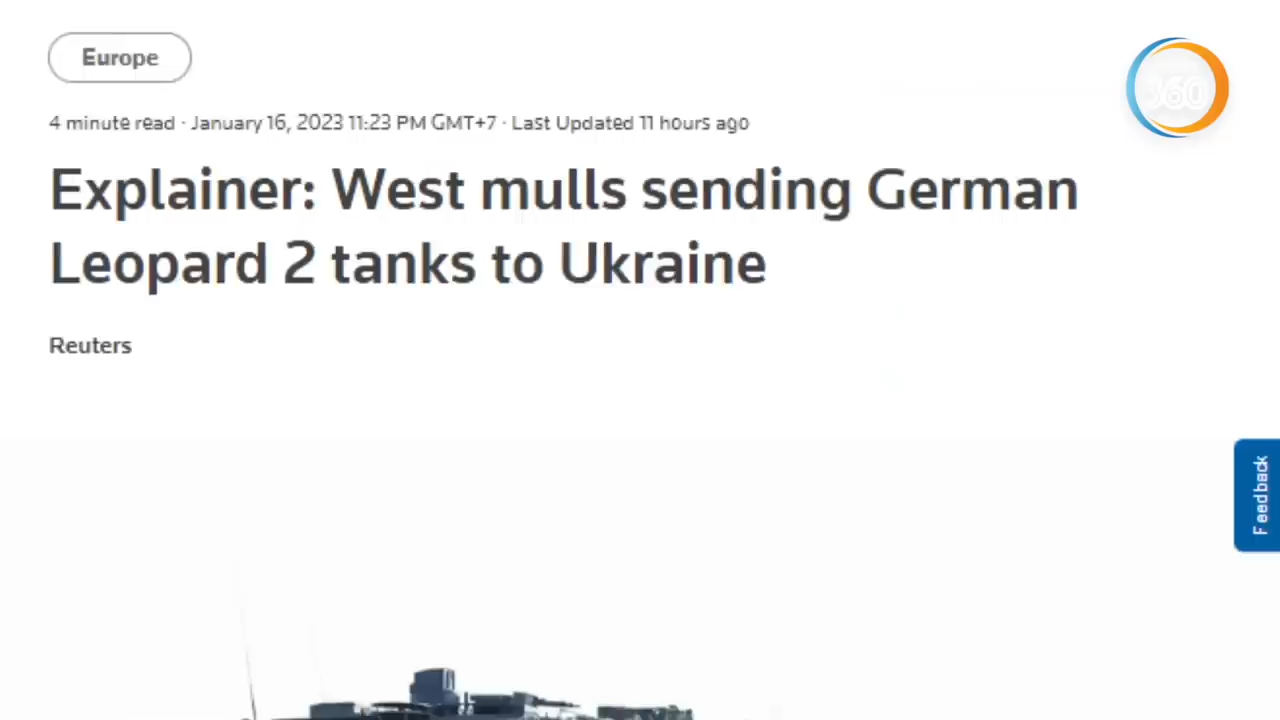 Europe
360
4 minute read · January 16, 2023 11:23 PM GMT+7 · Last Updated 11 hours ago
Explainer: West mulls sending German
Leopard 2 tanks to Ukraine
Reuters
Feedback